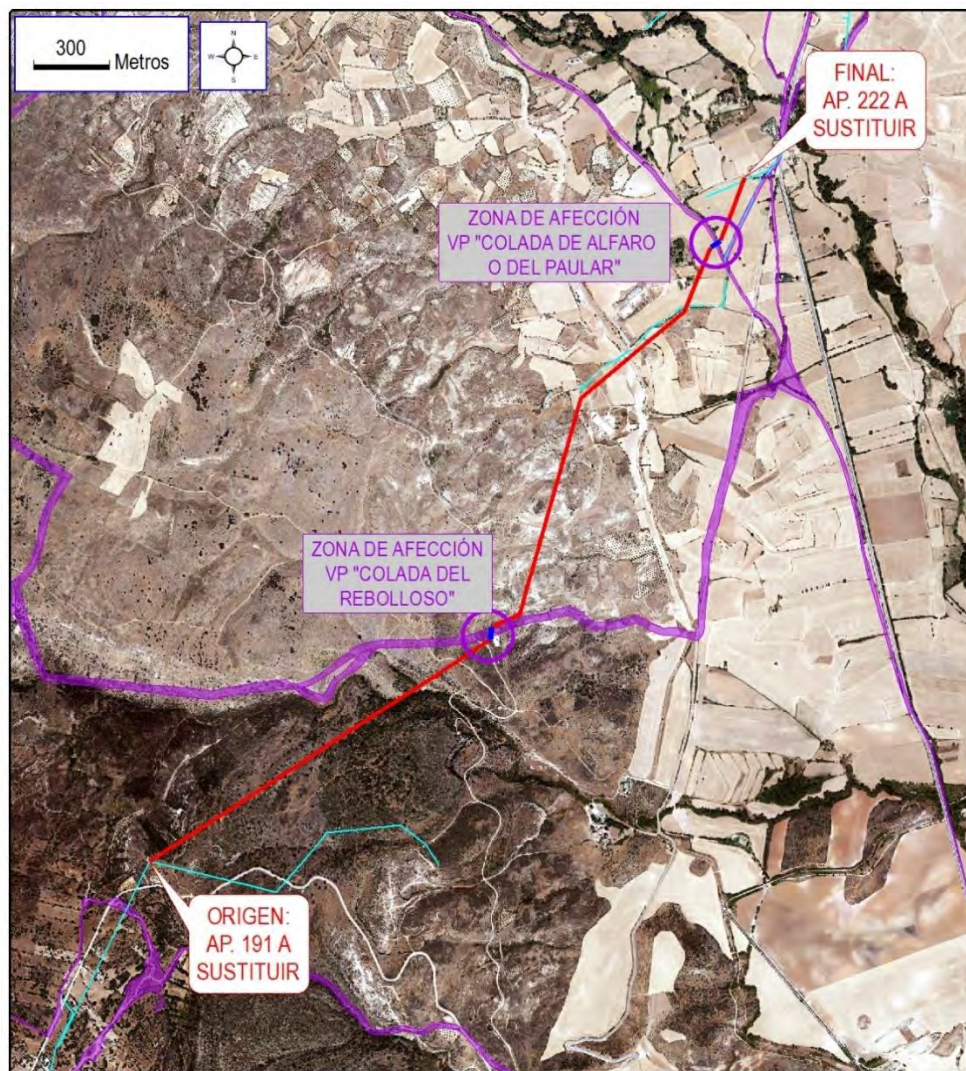 300
Metros
N
W E
S
FINAL:
AP. 222 A
SUSTITUIR
ZONA DE AFECCIÓN
VP "COLADA DE ALFARO
O DEL PAULAR"
ZONA DE AFECCIÓN
VP "COLADA DEL
REBOLLOSO"
ORIGEN:
AP. 191 A
SUSTITUIR